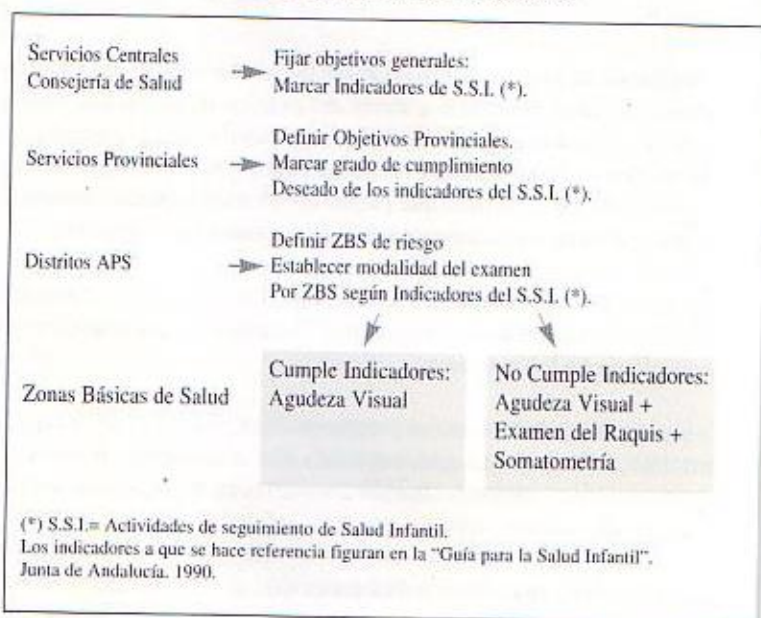 Servicios Centrales
Consejería de Salud
Fijar objetivos generales:
Marcar Indicadores de S.S.I. (*).
Servicios Provinciales
Definir Objetivos Provinciales.
Marcar grado de cumplimiento
Deseado de los indicadores del S.S.I. (*).
Distritos APS
Definir ZBS de riesgo
Establecer modalidad del examen
Por ZBS según Indicadores del S.S.I. (*).
Zonas Básicas de Salud
Cumple Indicadores:
Agudeza Visual
No Cumple Indicadores:
Agudeza Visual +
Examen del Raquis +
Somatometría
(*) S.S.I.= Actividades de seguimiento de Salud Infantil.
Los indicadores a que se hace referencia figuran en la “Guía para la Salud Infantil”.
Junta de Andalucía. 1990.